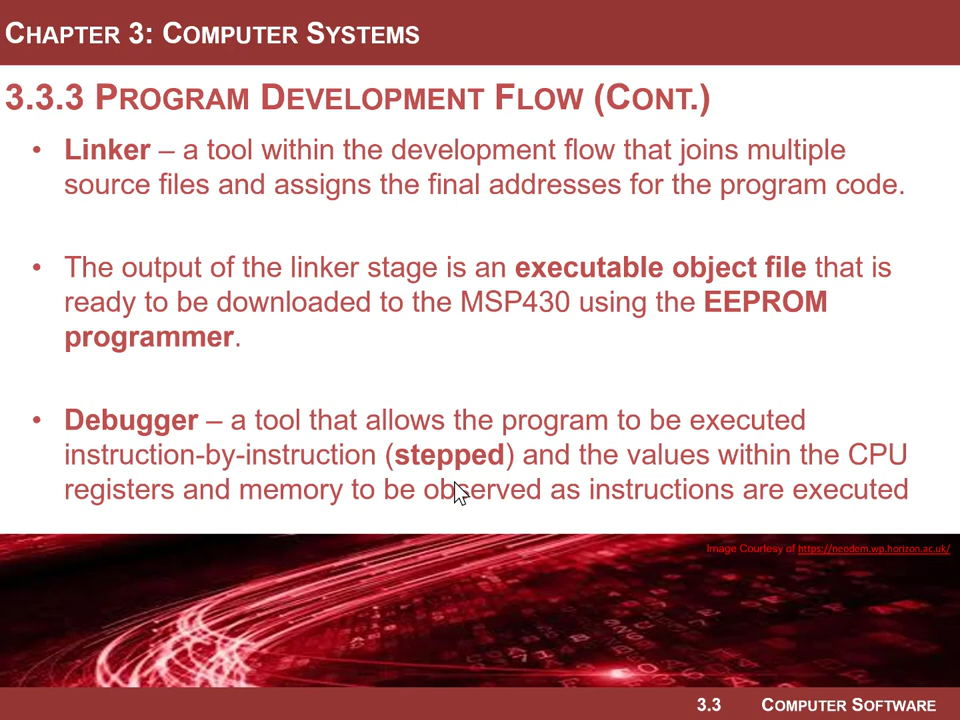 CHAPTER 3: COMPUTER SYSTEMS
3.3.3 PROGRAM DEVELOPMENT FLOW (CONT.)
• Linker – a tool within the development flow that joins multiple
source files and assigns the final addresses for the program code.
• The output of the linker stage is an executable object file that is
ready to be downloaded to the MSP430 using the EEPROM
programmer.
• Debugger – a tool that allows the program to be executed
instruction-by-instruction (stepped) and the values within the CPU
registers and memory to be observed as instructions are executed
Image Courtesy of https://neodem.wp.horizon.ac.uk/
3.3 COMPUTER SOFTWARE